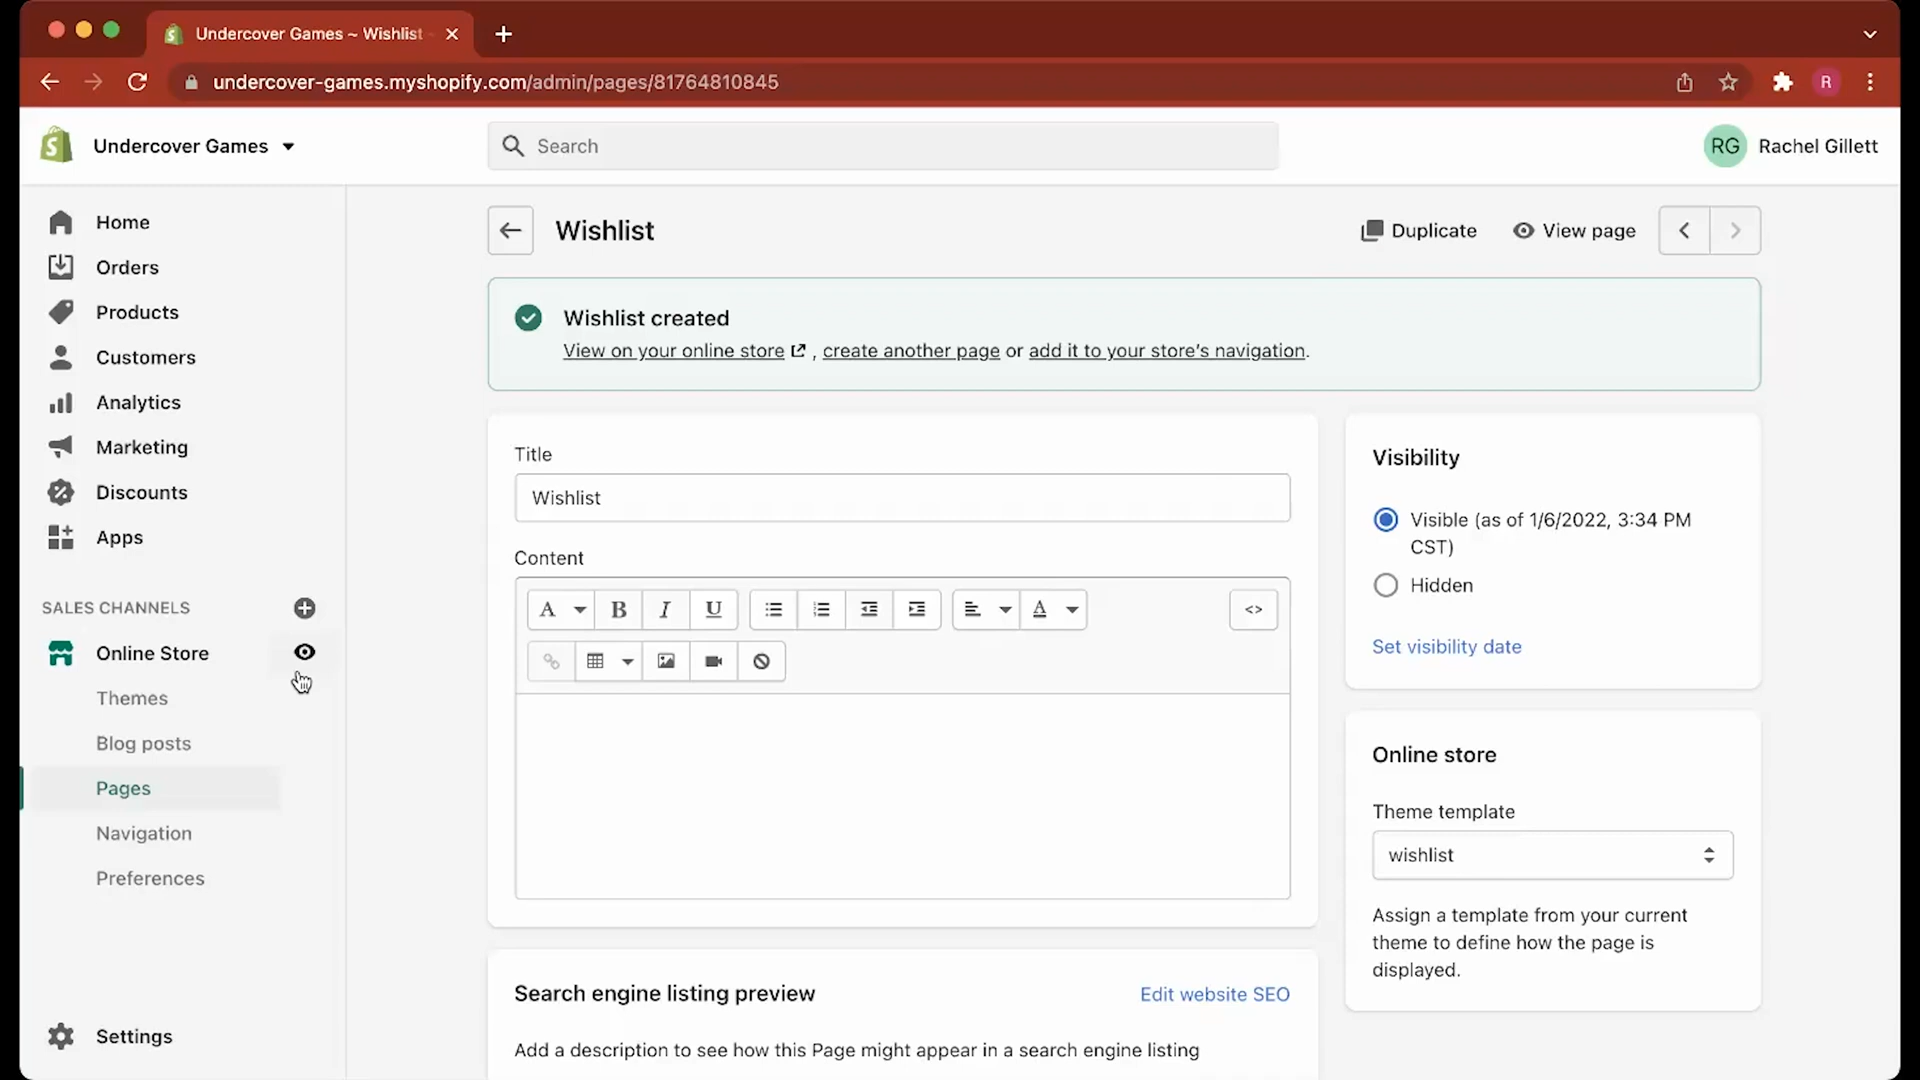 Undercover Games ~ Wishlist
undercover-games.myshopify.com/admin/pages/81764810845
R
Undercover Games
Search
RG Rachel Gillett
Home
Orders
Products
Customers
Analytics
Marketing
Discounts
Apps
SALES CHANNELS
Online Store
Themes
Blog posts
Pages
Navigation
Preferences
Settings
Wishlist
Duplicate
View page
Wishlist created
View on your online store , create another page or add it to your store's navigation.
Title
Wishlist
Content
A B I U A <>
Search engine listing preview
Edit website SEO
Add a description to see how this Page might appear in a search engine listing
Visibility
Visible (as of 1/6/2022, 3:34 PM
CST)
Hidden
Set visibility date
Online store
Theme template
wishlist
Assign a template from your current
theme to define how the page is
displayed.